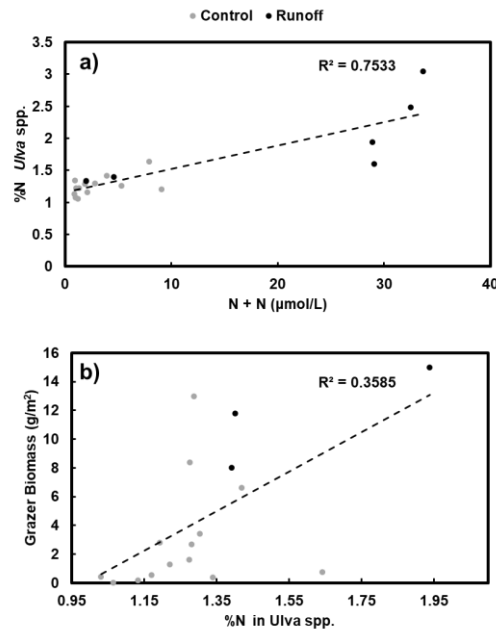 Control Runoff
a)
R² = 0.7533
%N Ulva spp.
3.5
3
2.5
2
1.5
1
0.5
0
0 10 20 30 40
N + N (µmol/L)
b)
R² = 0.3585
Grazer Biomass (g/m²)
16
14
12
10
8
6
4
2
0
0.95 1.15 1.35 1.55 1.75 1.95
%N in Ulva spp.